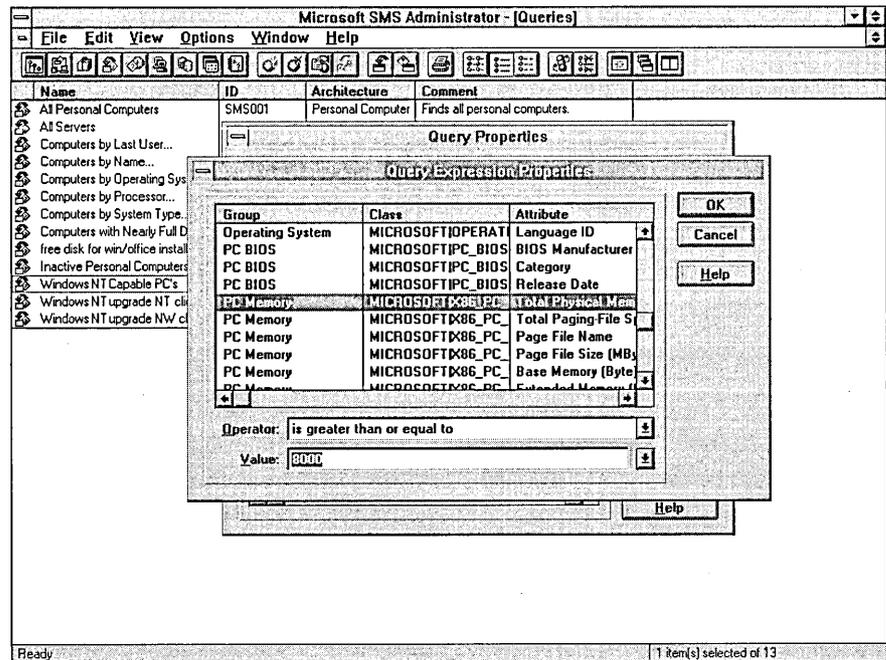 Microsoft SMS Administrator - [Queries]
File Edit View Options Window Help
Name ID Architecture Comment
All Personal Computers SMS001 Personal Computer Finds all personal computers.
All Servers
Computers by Last User...
Computers by Name...
Computers by Operating Sys
Computers by Processor...
Computers by System Type..
Computers with Nearly Full D
free disk for win/office install
Inactive Personal Computers
Windows NT Capable PC's
Windows NT upgrade NT cli
Windows NT upgrade NW cl
Query Properties
Query Expression Properties
Group Class Attribute
Operating System MICROSOFT|OPERATI Language ID
PC BIOS MICROSOFT|PC_BIOS BIOS Manufacturer
PC BIOS MICROSOFT|PC_BIOS Category
PC BIOS MICROSOFT|PC_BIOS Release Date
PC Memory MICROSOFT|X86_PC_ Total Physical Mem
PC Memory MICROSOFT|X86_PC_ Total Paging-File S
PC Memory MICROSOFT|X86_PC_ Page File Name
PC Memory MICROSOFT|X86_PC_ Page File Size (MBy
PC Memory MICROSOFT|X86_PC_ Base Memory (Byte
PC Memory MICROSOFT|X86_PC_ Extended Memory
OK
Cancel
Help
Operator: is greater than or equal to
Value: 8000
Help
Ready
1 item(s) selected of 13